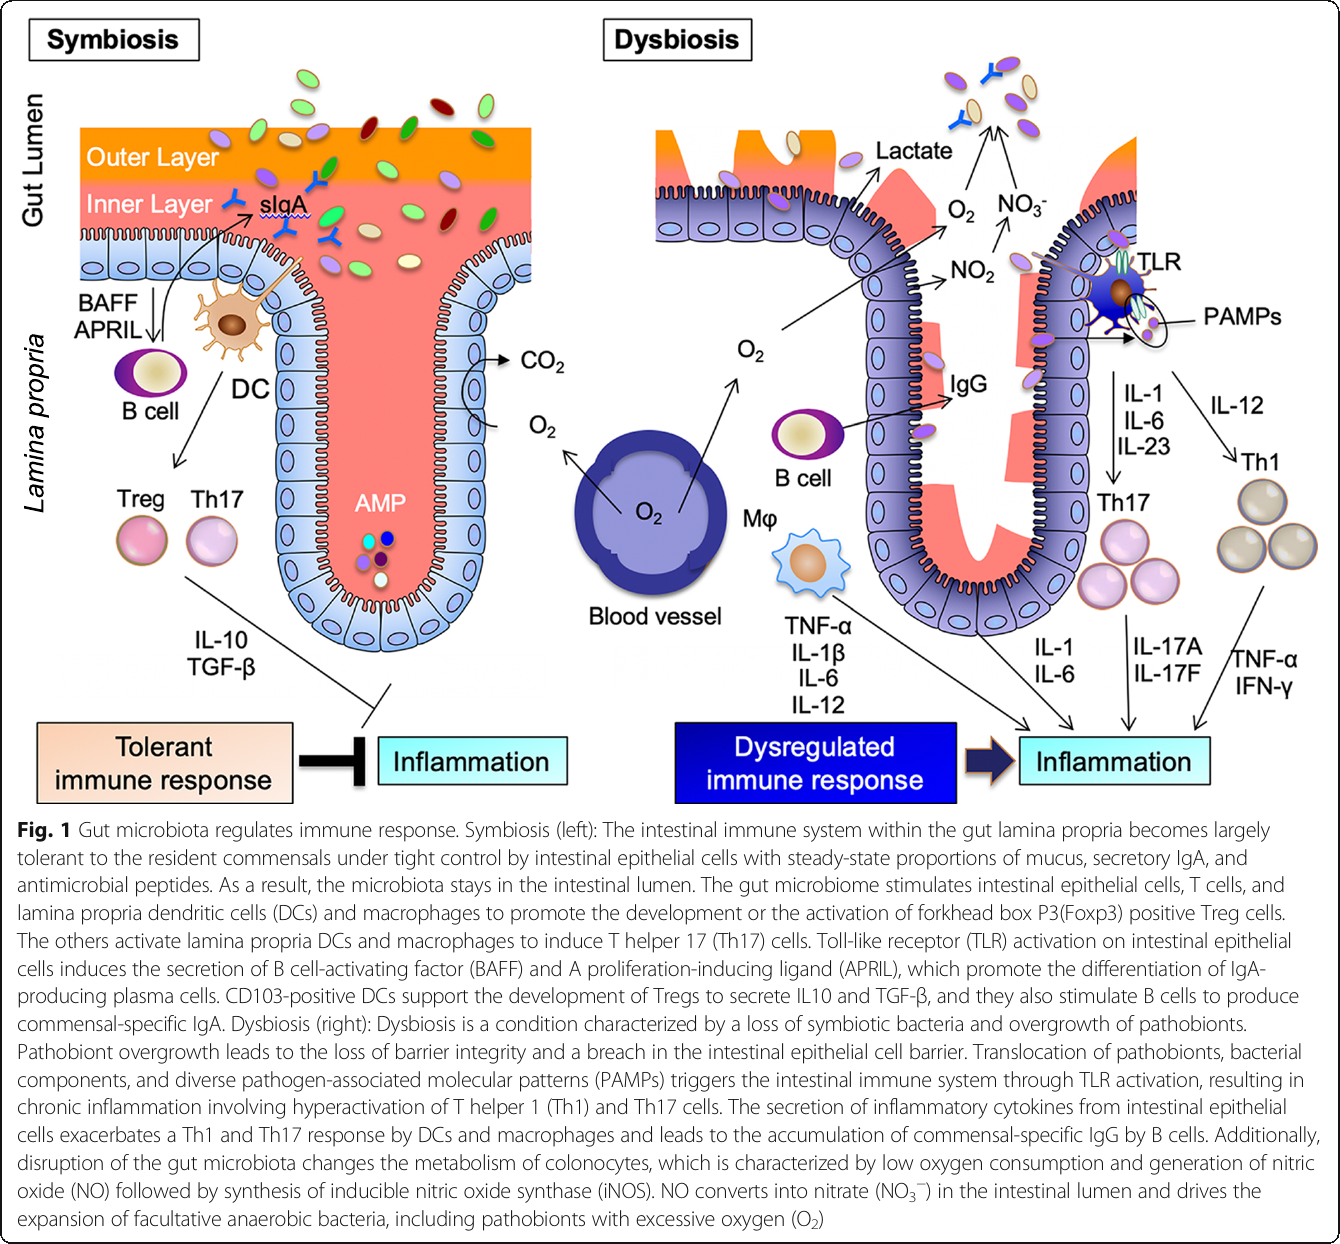 Symbiosis
Gut Lumen
Outer Layer
Inner Layer
sIgA
BAFF
APRIL
B cell
DC
Lamina propria
CO2
O2
Treg
Th17
AMP
IL-10
TGF-β
Tolerant
immune response
Inflammation
O2
Blood vessel
Dysbiosis
Lactate
O2
NO3-
NO2
TLR
PAMPs
O2
IgG
B cell
IL-1
IL-6
IL-23
IL-12
Th1
Th17
Mφ
TNF-α
IL-1β
IL-6
IL-12
IL-1
IL-6
IL-17A
IL-17F
TNF-α
IFN-γ
Dysregulated
immune response
Inflammation
Fig. 1 Gut microbiota regulates immune response. Symbiosis (left): The intestinal immune system within the gut lamina propria becomes largely
tolerant to the resident commensals under tight control by intestinal epithelial cells with steady-state proportions of mucus, secretory IgA, and
antimicrobial peptides. As a result, the microbiota stays in the intestinal lumen. The gut microbiome stimulates intestinal epithelial cells, T cells, and
lamina propria dendritic cells (DCs) and macrophages to promote the development or the activation of forkhead box P3(Foxp3) positive Treg cells.
The others activate lamina propria DCs and macrophages to induce T helper 17 (Th17) cells. Toll-like receptor (TLR) activation on intestinal epithelial
cells induces the secretion of B cell-activating factor (BAFF) and A proliferation-inducing ligand (APRIL), which promote the differentiation of IgA-
producing plasma cells. CD103-positive DCs support the development of Tregs to secrete IL10 and TGF-β, and they also stimulate B cells to produce
commensal-specific IgA. Dysbiosis (right): Dysbiosis is a condition characterized by a loss of symbiotic bacteria and overgrowth of pathobionts.
Pathobiont overgrowth leads to the loss of barrier integrity and a breach in the intestinal epithelial cell barrier. Translocation of pathobionts, bacterial
components, and diverse pathogen-associated molecular patterns (PAMPs) triggers the intestinal immune system through TLR activation, resulting in
chronic inflammation involving hyperactivation of T helper 1 (Th1) and Th17 cells. The secretion of inflammatory cytokines from intestinal epithelial
cells exacerbates a Th1 and Th17 response by DCs and macrophages and leads to the accumulation of commensal-specific IgG by B cells. Additionally,
disruption of the gut microbiota changes the metabolism of colonocytes, which is characterized by low oxygen consumption and generation of nitric
oxide (NO) followed by synthesis of inducible nitric oxide synthase (iNOS). NO converts into nitrate (NO3−) in the intestinal lumen and drives the
expansion of facultative anaerobic bacteria, including pathobionts with excessive oxygen (O2)